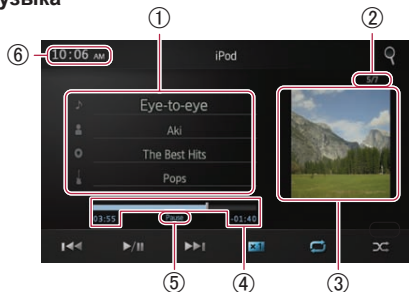 узыка
① ②
⑥ 10:06 AM iPod
5/7
Eye-to-eye
Aki
The Best Hits
Pops
03:55 Pause -01:40
x1
⑤ ④ ③